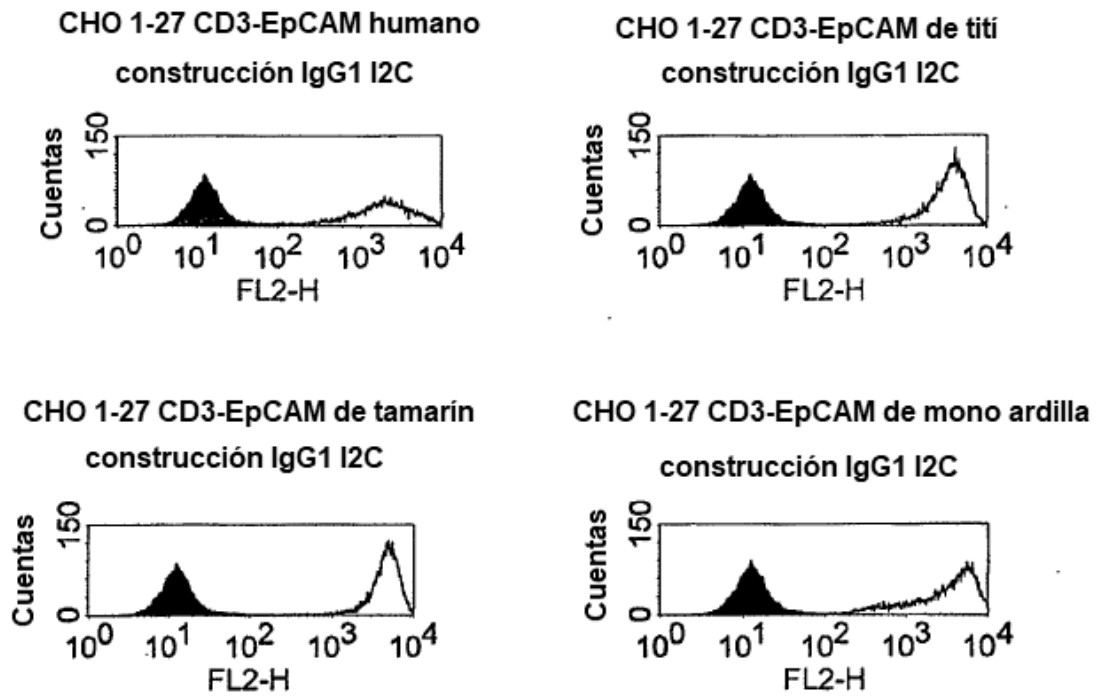 CHO 1-27 CD3-EpCAM humano
construcción IgG1 I2C
Cuentas
150
0
10^0 10^1 10^2 10^3 10^4
FL2-H
CHO 1-27 CD3-EpCAM de tití
construcción IgG1 I2C
Cuentas
150
0
10^0 10^1 10^2 10^3 10^4
FL2-H
CHO 1-27 CD3-EpCAM de tamarín
construcción IgG1 I2C
Cuentas
150
0
10^0 10^1 10^2 10^3 10^4
FL2-H
CHO 1-27 CD3-EpCAM de mono ardilla
construcción IgG1 I2C
Cuentas
150
0
10^0 10^1 10^2 10^3 10^4
FL2-H